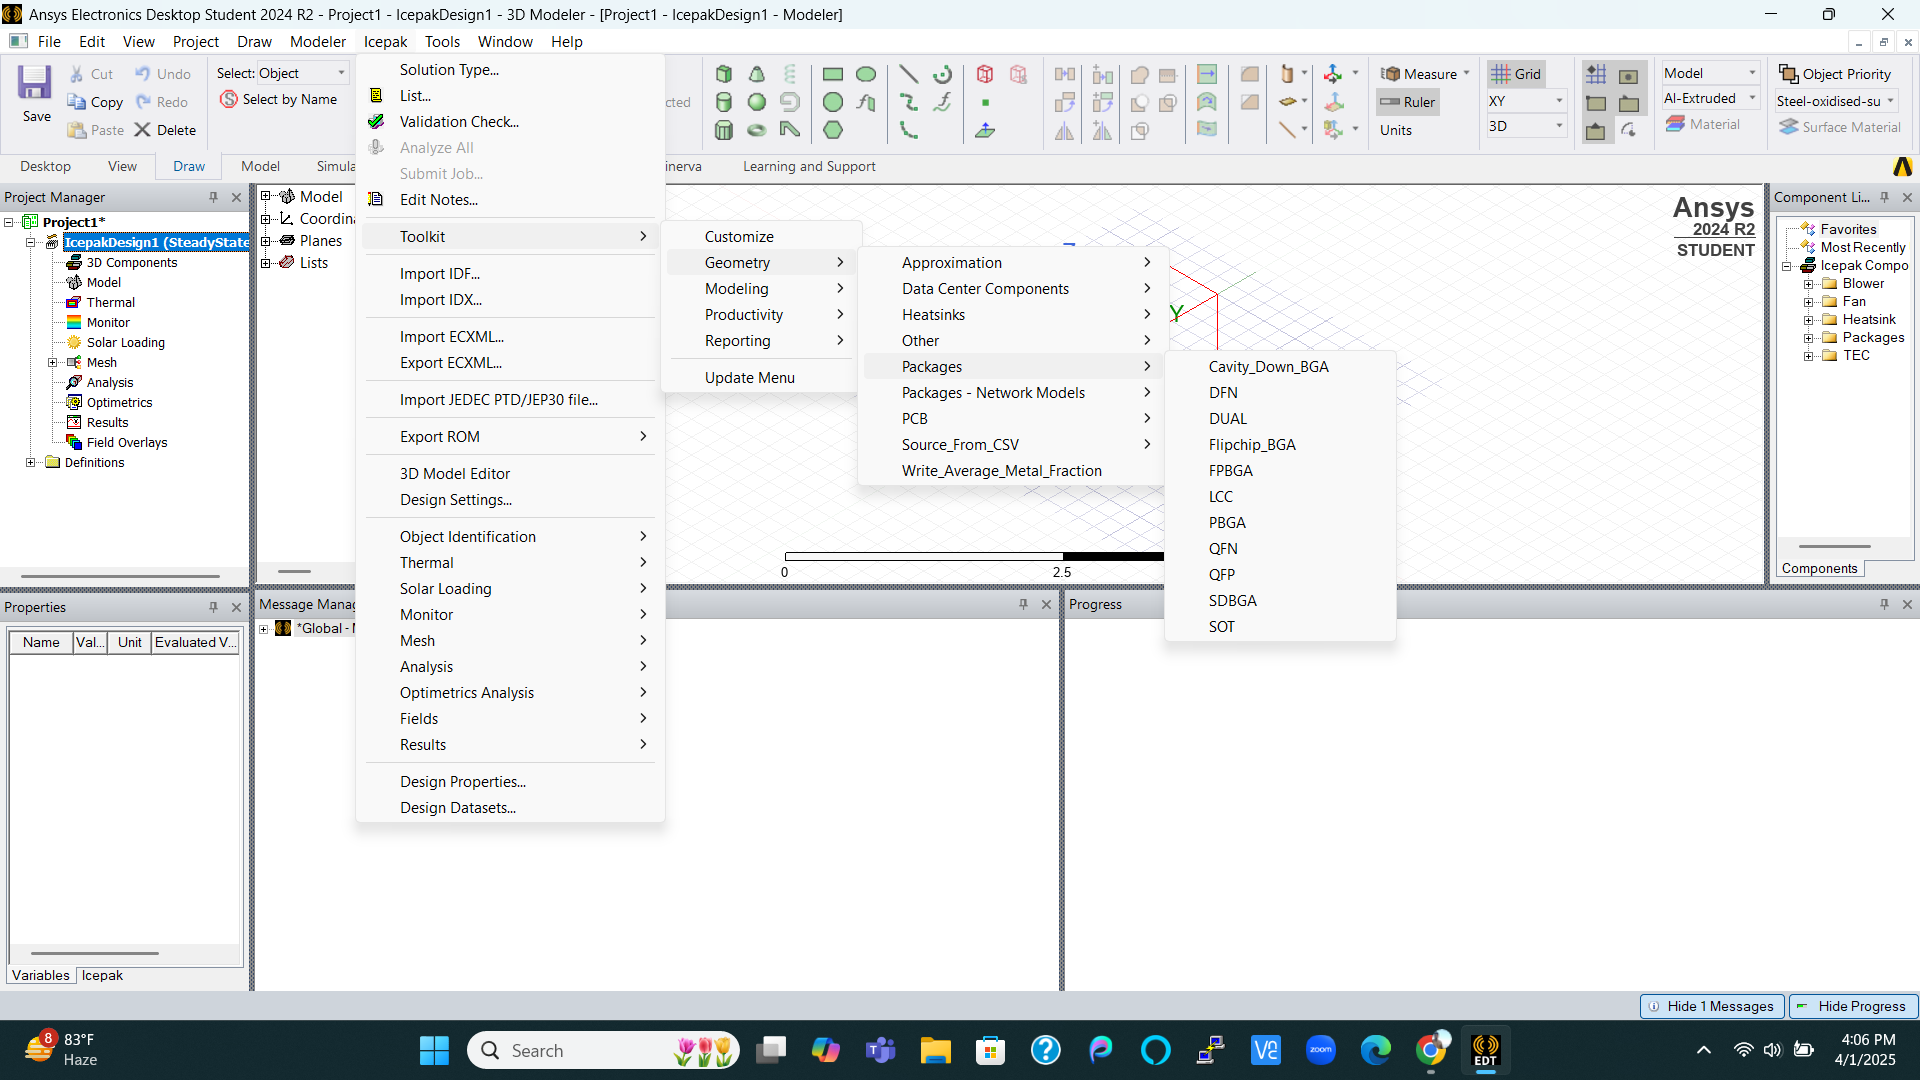 Ansys Electronics Desktop Student 2024 R2 - Project1 - IcepakDesign1 - 3D Modeler - [Project1 - IcepakDesign1 - Modeler]
File Edit View Project Draw Modeler Icepak Tools Window Help
Save
Cut
Copy
Paste
Undo
Redo
Delete
Select: Object
Select by Name
Measure
Ruler
Units
Grid
XY
3D
Model
Al-Extruded
Material
Object Priority
Steel-oxidised-su
Surface Material
Desktop View Draw Model Learning and Support
Project Manager
Project1*
IcepakDesign1 (SteadyState
3D Components
Model
Thermal
Monitor
Solar Loading
Mesh
Analysis
Optimetrics
Results
Field Overlays
Definitions
Model
Planes
Lists
Solution Type...
List...
Validation Check...
Analyze All
Submit Job...
Edit Notes...
Toolkit
Import IDF...
Import IDX...
Import ECXML...
Export ECXML...
Import JEDEC PTD/JEP30 file...
Export ROM
3D Model Editor
Design Settings...
Object Identification
Thermal
Solar Loading
Monitor
Mesh
Analysis
Optimetrics Analysis
Fields
Results
Design Properties...
Design Datasets...
Customize
Geometry
Modeling
Productivity
Reporting
Update Menu
Approximation
Data Center Components
Heatsinks
Other
Packages
Packages - Network Models
PCB
Source_From_CSV
Write_Average_Metal_Fraction
Cavity_Down_BGA
DFN
DUAL
Flipchip_BGA
FPBGA
LCC
PBGA
QFN
QFP
SDBGA
SOT
Y
0 2.5
Ansys
2024 R2
STUDENT
Component Li...
Favorites
Most Recently
Icepak Compo
Blower
Fan
Heatsink
Packages
TEC
Components
Properties
Name Val... Unit Evaluated V...
Variables Icepak
Message Manag
*Global -
Progress
Hide 1 Messages
Hide Progress
8
83°F
Haze
Search
zoom
EDT
4:06 PM
4/1/2025